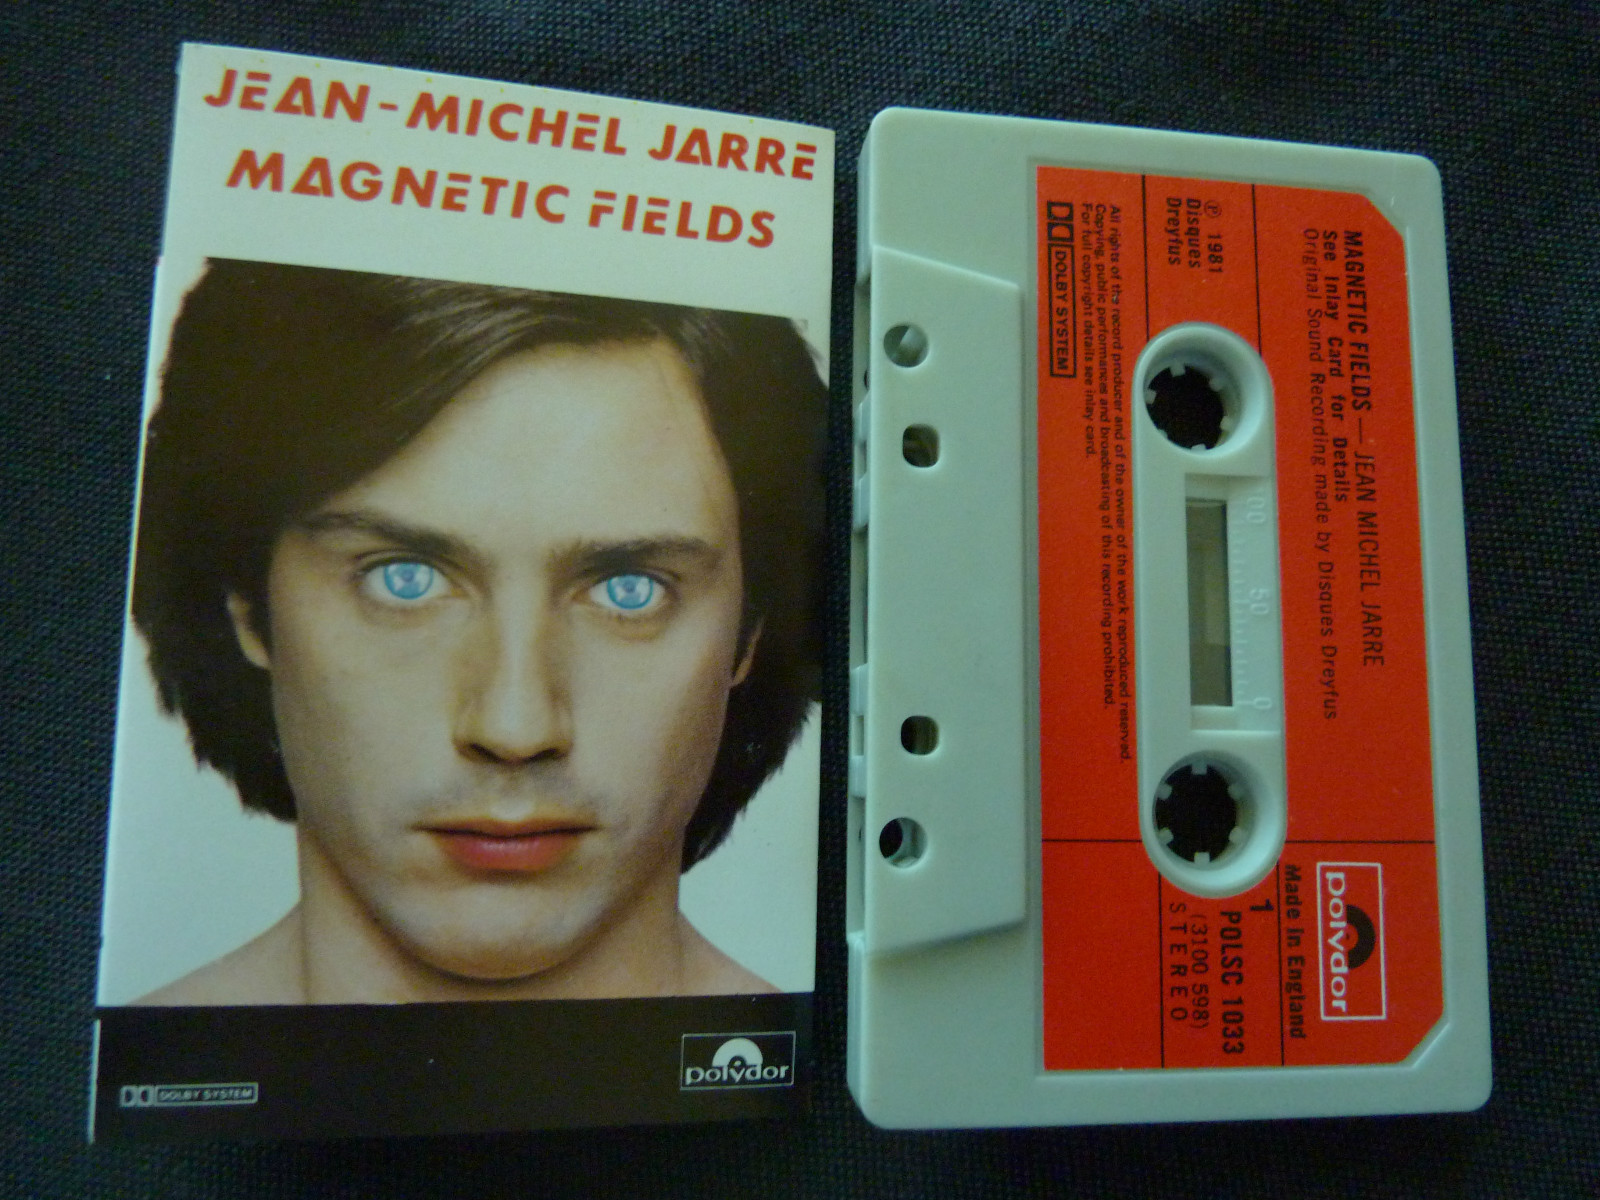 JEAN-MICHEL JARRE
MAGNETIC FIELDS
DOLBY SYSTEM
polydor
MAGNETIC FIELDS — JEAN MICHEL JARRE
See Inlay Card for Details
Original Sound Recording made by Disques Dreyfus
℗ 1981
Disques
Dreyfus
100 50 0
All rights of the record producer and of the owner of the work reproduced reserved.
Copying, public performances and broadcasting of this recording prohibited.
For full copyright details see inlay card.
DOLBY SYSTEM
polydor
Made in England
1
POLSC 1033
(3100 598)
STEREO